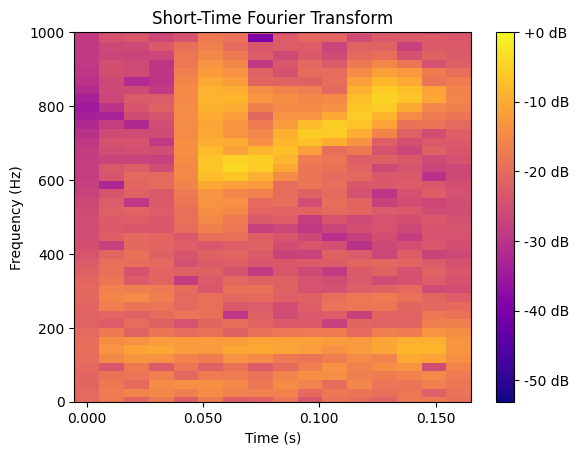 Short-Time Fourier Transform
1000
800
600
400
200
0
Frequency (Hz)
0.000
0.050
0.100
0.150
Time (s)
+0 dB
-10 dB
-20 dB
-30 dB
-40 dB
-50 dB